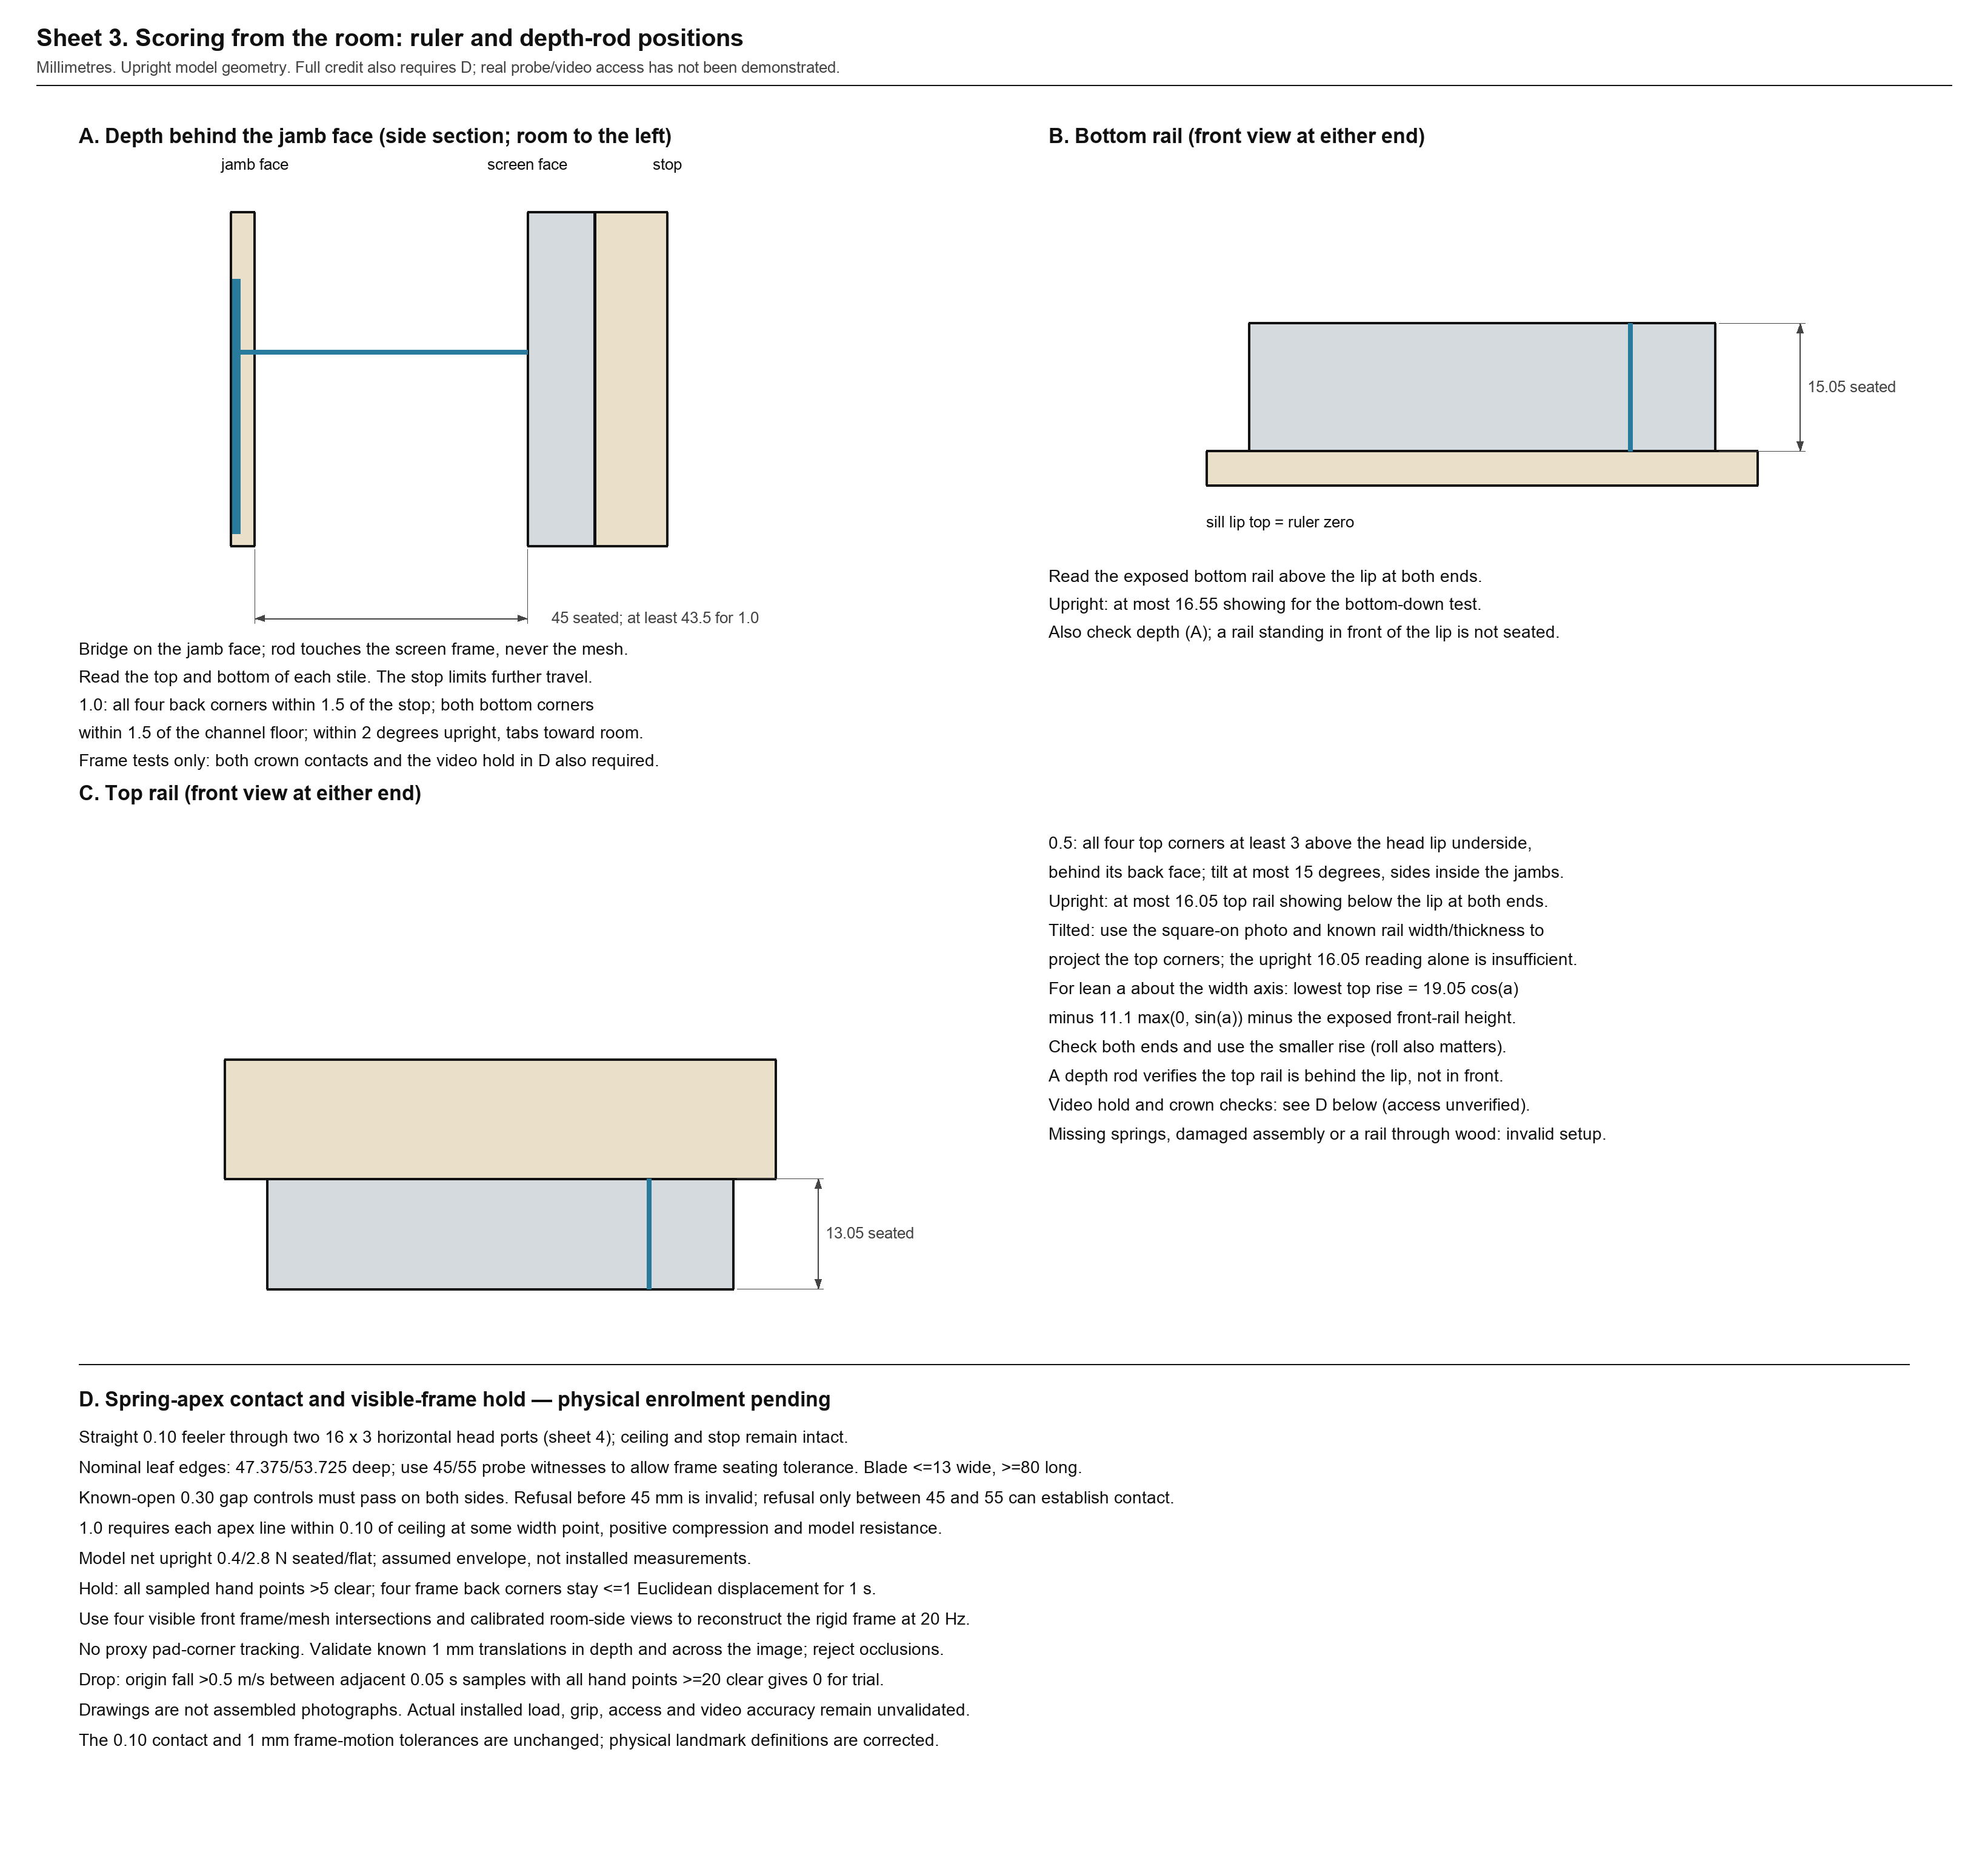 Sheet 3. Scoring from the room: ruler and depth-rod positions
Millimetres. Upright model geometry. Full credit also requires D; real probe/video access has not been demonstrated.
A. Depth behind the jamb face (side section; room to the left)
jamb face
screen face
stop
45 seated; at least 43.5 for 1.0
Bridge on the jamb face; rod touches the screen frame, never the mesh.
Read the top and bottom of each stile. The stop limits further travel.
1.0: all four back corners within 1.5 of the stop; both bottom corners
within 1.5 of the channel floor; within 2 degrees upright, tabs toward room.
Frame tests only: both crown contacts and the video hold in D also required.
B. Bottom rail (front view at either end)
15.05 seated
sill lip top = ruler zero
Read the exposed bottom rail above the lip at both ends.
Upright: at most 16.55 showing for the bottom-down test.
Also check depth (A); a rail standing in front of the lip is not seated.
C. Top rail (front view at either end)
13.05 seated
0.5: all four top corners at least 3 above the head lip underside,
behind its back face; tilt at most 15 degrees, sides inside the jambs.
Upright: at most 16.05 top rail showing below the lip at both ends.
Tilted: use the square-on photo and known rail width/thickness to
project the top corners; the upright 16.05 reading alone is insufficient.
For lean a about the width axis: lowest top rise = 19.05 cos(a)
minus 11.1 max(0, sin(a)) minus the exposed front-rail height.
Check both ends and use the smaller rise (roll also matters).
A depth rod verifies the top rail is behind the lip, not in front.
Video hold and crown checks: see D below (access unverified).
Missing springs, damaged assembly or a rail through wood: invalid setup.
D. Spring-apex contact and visible-frame hold — physical enrolment pending
Straight 0.10 feeler through two 16 x 3 horizontal head ports (sheet 4); ceiling and stop remain intact.
Nominal leaf edges: 47.375/53.725 deep; use 45/55 probe witnesses to allow frame seating tolerance. Blade <=13 wide, >=80 long.
Known-open 0.30 gap controls must pass on both sides. Refusal before 45 mm is invalid; refusal only between 45 and 55 can establish contact.
1.0 requires each apex line within 0.10 of ceiling at some width point, positive compression and model resistance.
Model net upright 0.4/2.8 N seated/flat; assumed envelope, not installed measurements.
Hold: all sampled hand points >5 clear; four frame back corners stay <=1 Euclidean displacement for 1 s.
Use four visible front frame/mesh intersections and calibrated room-side views to reconstruct the rigid frame at 20 Hz.
No proxy pad-corner tracking. Validate known 1 mm translations in depth and across the image; reject occlusions.
Drop: origin fall >0.5 m/s between adjacent 0.05 s samples with all hand points >=20 clear gives 0 for trial.
Drawings are not assembled photographs. Actual installed load, grip, access and video accuracy remain unvalidated.
The 0.10 contact and 1 mm frame-motion tolerances are unchanged; physical landmark definitions are corrected.